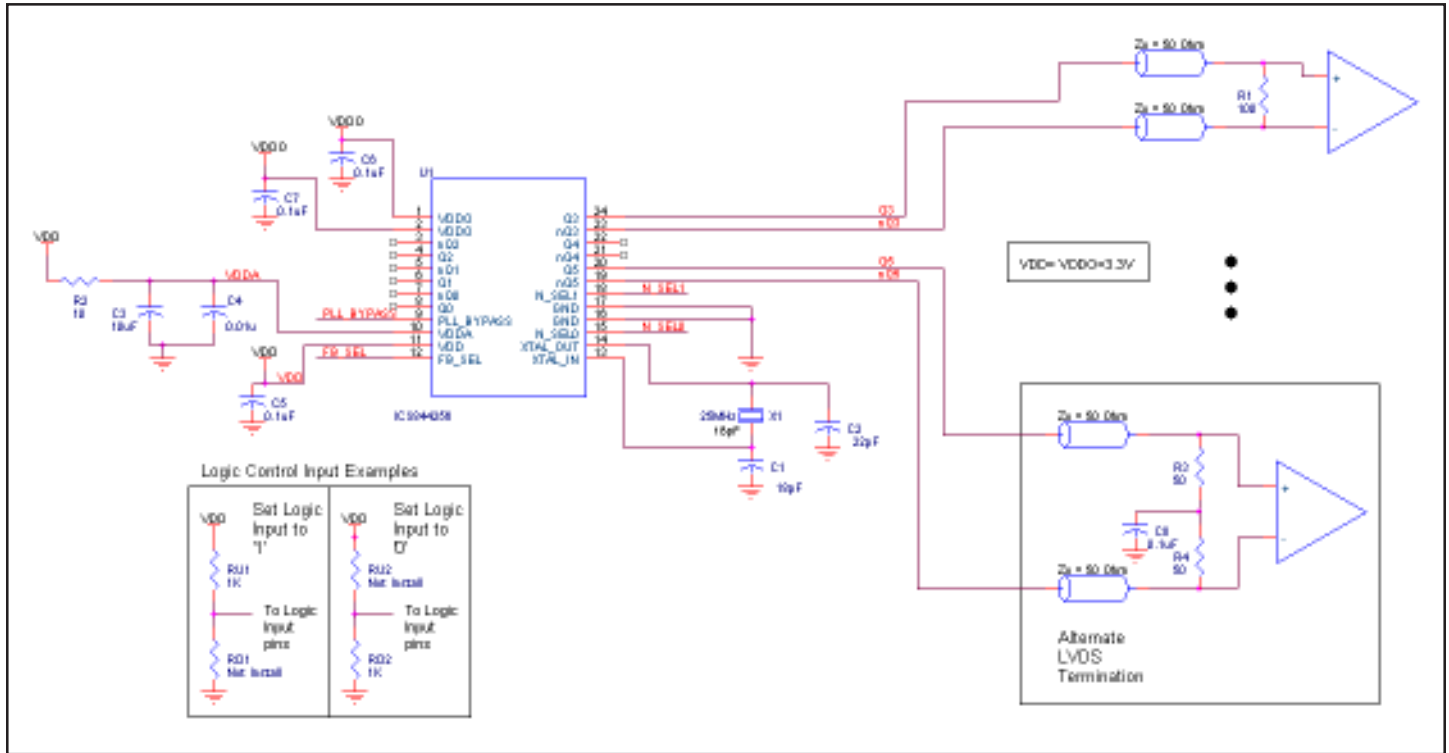 Zo = 50 Ohm
R1
100
+
-
Zo = 50 Ohm
VDDO
C6
0.1uF
VDDO
C7
0.1uF
U1
VDD
R2
10
VDDA
C3
10uF
C4
0.01u
PLL_BYPASS
VDD
FB_SEL
VDD
C5
0.1uF
1 VDDO
2 VDDO
3 nQ2
4 Q2
5 nQ1
6 Q1
7 nQ0
8 Q0
9 PLL_BYPASS
10 VDDA
11 VDD
12 FB_SEL
Q3 24
nQ3 23
Q4 22
nQ4 21
Q5 20
nQ5 19
N_SEL1 18
GND 17
GND 16
N_SEL0 15
XTAL_OUT 14
XTAL_IN 13
Q3
nQ3
Q5
nQ5
N_SEL1
N_SEL0
VDD= VDDO=3.3V
25MHz
18pF
X1
C2
22pF
C1
18pF
Logic Control Input Examples
Set Logic
Input to
'1'
VDD
RU1
1K
To Logic
Input
pins
RD1
Not Install
Set Logic
Input to
'0'
VDD
RU2
Not Install
To Logic
Input
pins
RD2
1K
Zo = 50 Ohm
R3
50
+
-
C8
0.1uF
R4
50
Zo = 50 Ohm
Alternate
LVDS
Termination